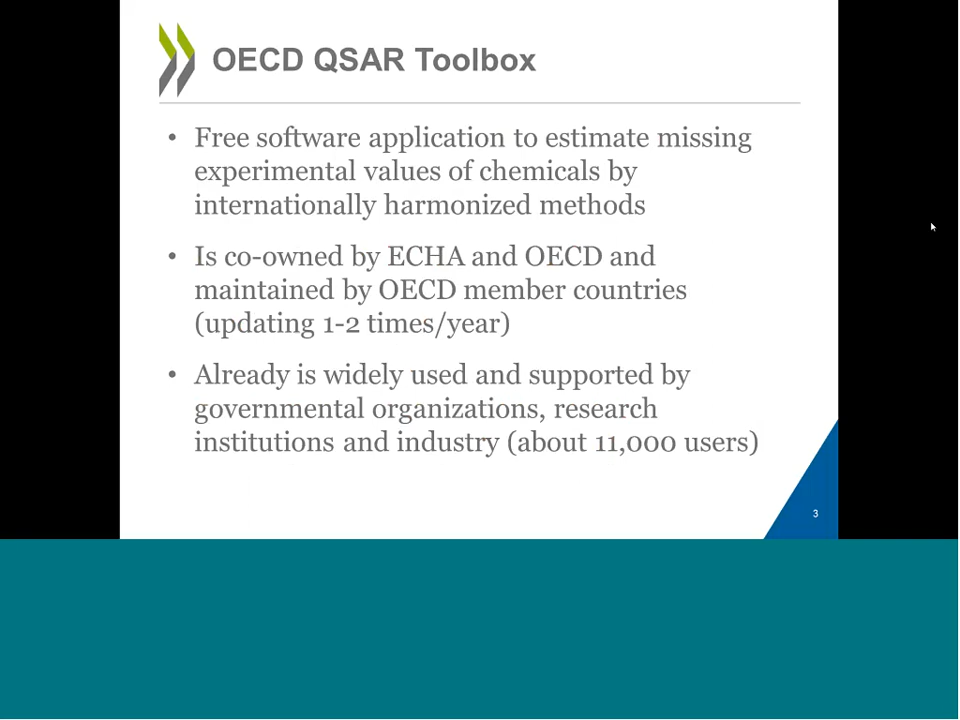 OECD QSAR Toolbox
• Free software application to estimate missing
experimental values of chemicals by
internationally harmonized methods
• Is co-owned by ECHA and OECD and
maintained by OECD member countries
(updating 1-2 times/year)
• Already is widely used and supported by
governmental organizations, research
institutions and industry (about 11,000 users)
3